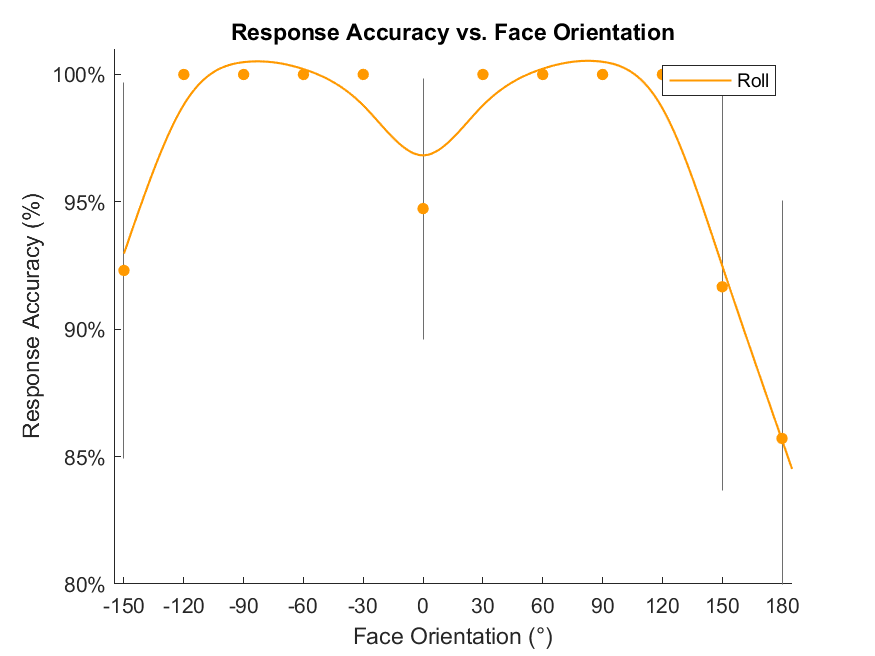 Response Accuracy vs. Face Orientation
Roll
Response Accuracy (%)
100%
95%
90%
85%
80%
-150 -120 -90 -60 -30 0 30 60 90 120 150 180
Face Orientation (°)